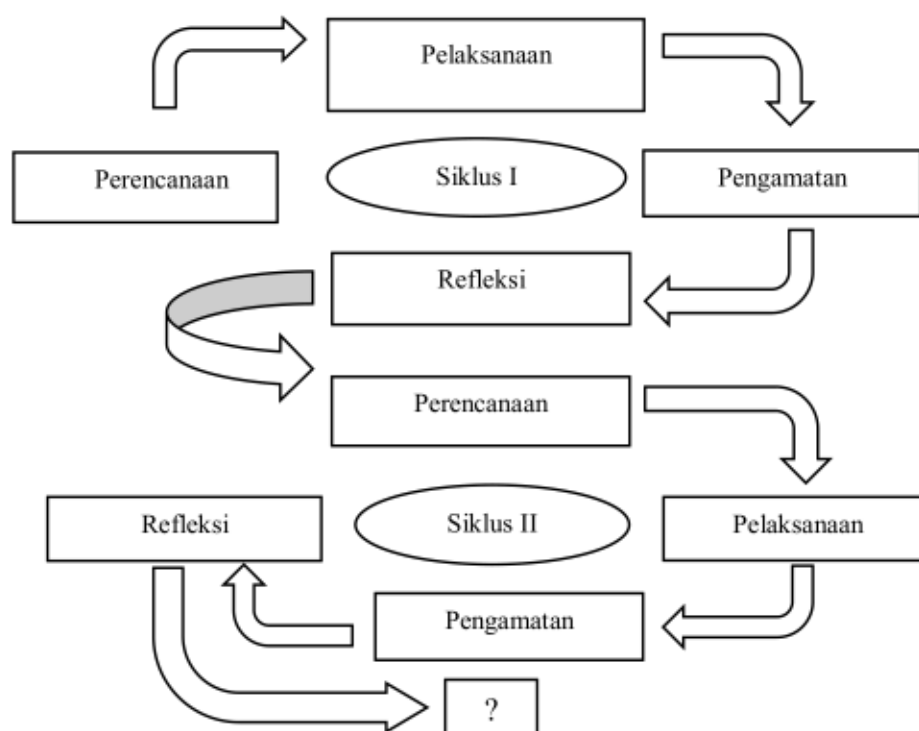 Pelaksanaan
Perencanaan
Siklus I
Pengamatan
Refleksi
Perencanaan
Refleksi
Siklus II
Pelaksanaan
Pengamatan
?